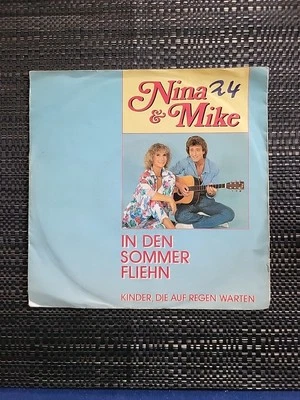 Nina 24
& Mike
IN DEN
SOMMER
FLIEHN
KINDER, DIE AUF REGEN WARTEN